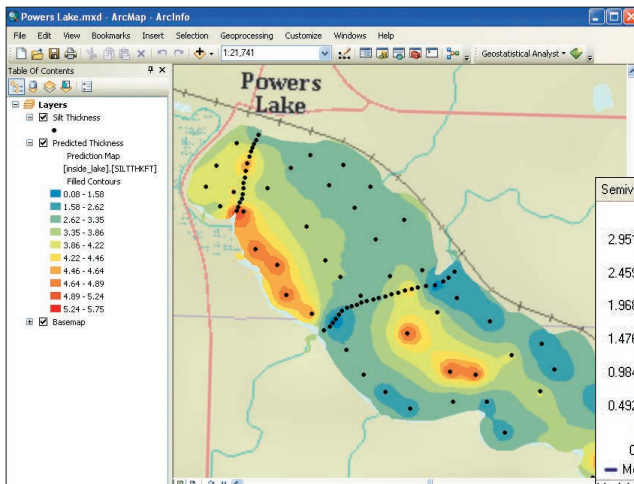 Powers Lake.mxd - ArcMap - ArcInfo
File Edit View Bookmarks Insert Selection Geoprocessing Customize Windows Help
1:21,741
Geostatistical Analyst
Table Of Contents
Layers
Silt Thickness
Predicted Thickness
Prediction Map
[inside_lake].[SILTTHKFT]
Filled Contours
0.08 - 1.58
1.58 - 2.62
2.62 - 3.35
3.35 - 3.86
3.86 - 4.22
4.22 - 4.46
4.46 - 4.64
4.64 - 4.89
4.89 - 5.24
5.24 - 5.75
Basemap
Powers
Lake
Semiv
2.957
2.459
1.968
1.476
0.984
0.492
0